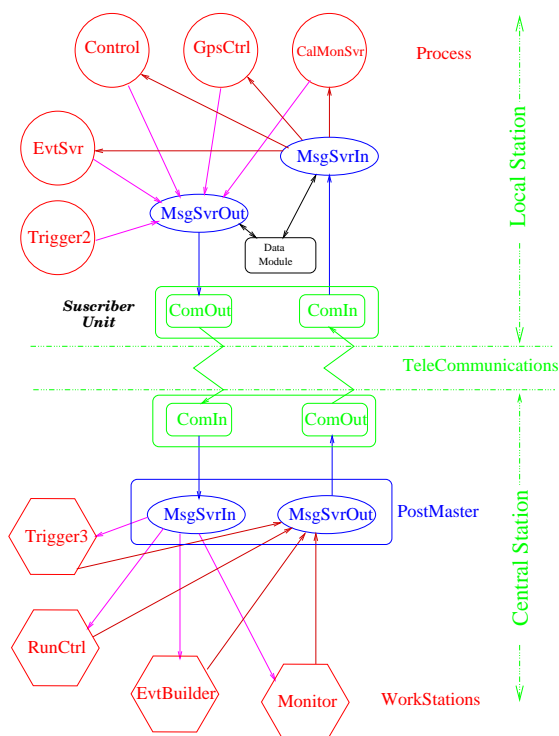 Control
GpsCtrl
CalMonSvr
Process
EvtSvr
MsgSvrIn
MsgSvrOut
Trigger2
Data
Module
Local Station
Suscriber
Unit
ComOut
ComIn
TeleCommunications
ComIn
ComOut
MsgSvrIn
MsgSvrOut
PostMaster
Trigger3
RunCtrl
EvtBuilder
Monitor
WorkStations
Central Station